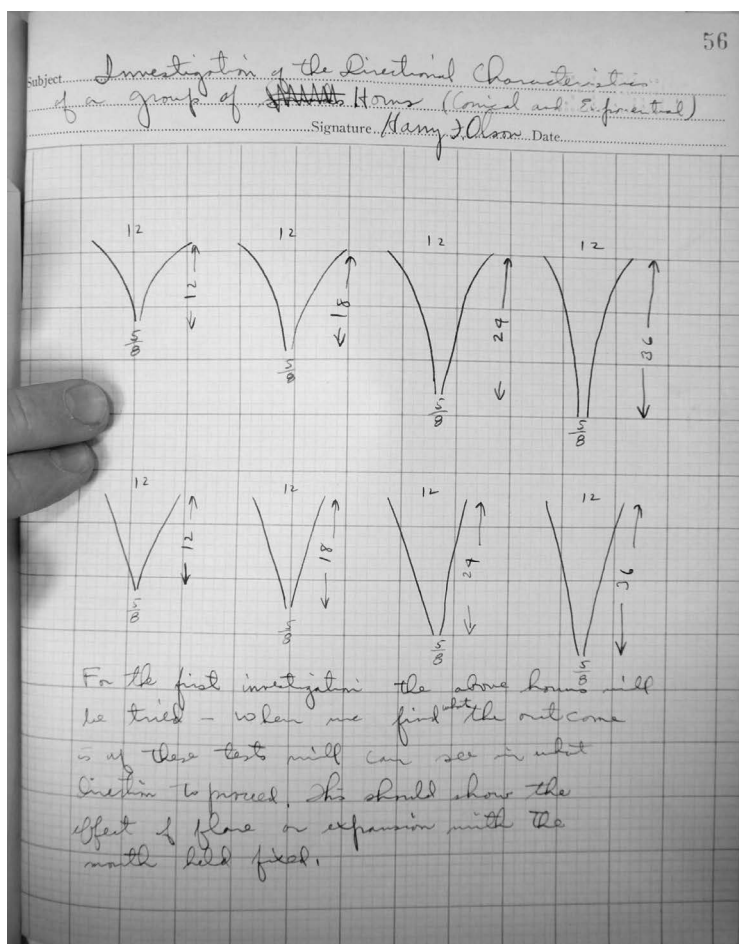 56
Subject Investigation of the Directional Characteristics
of a group of Horns (Conical and Exponential)
Signature Harry F. Olson Date
12 12 12 12
12 18 24 36
5/8 5/8 5/8 5/8
12 12 12 12
12 18 24 36
5/8 5/8 5/8 5/8
For the first investigation the above horns will
be tried – when we find what the outcome
is of these tests will can see in what
direction to proceed. This should show the
effect of flare or expansion with the
mouth held fixed.